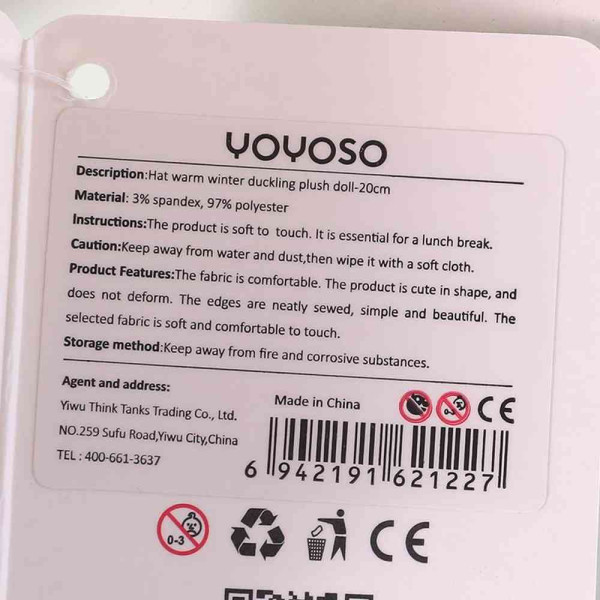 YOYOSO
Description:Hat warm winter duckling plush doll-20cm
Material: 3% spandex, 97% polyester
Instructions:The product is soft to touch. It is essential for a lunch break.
Caution:Keep away from water and dust,then wipe it with a soft cloth.
Product Features:The fabric is comfortable. The product is cute in shape, and
does not deform. The edges are neatly sewed, simple and beautiful. The
selected fabric is soft and comfortable to touch.
Storage method:Keep away from fire and corrosive substances.
Agent and address:
Yiwu Think Tanks Trading Co., Ltd.
NO.259 Sufu Road,Yiwu City,China
TEL : 400-661-3637
Made in China
0-3
CE
6 942191 621227
0-3
CE